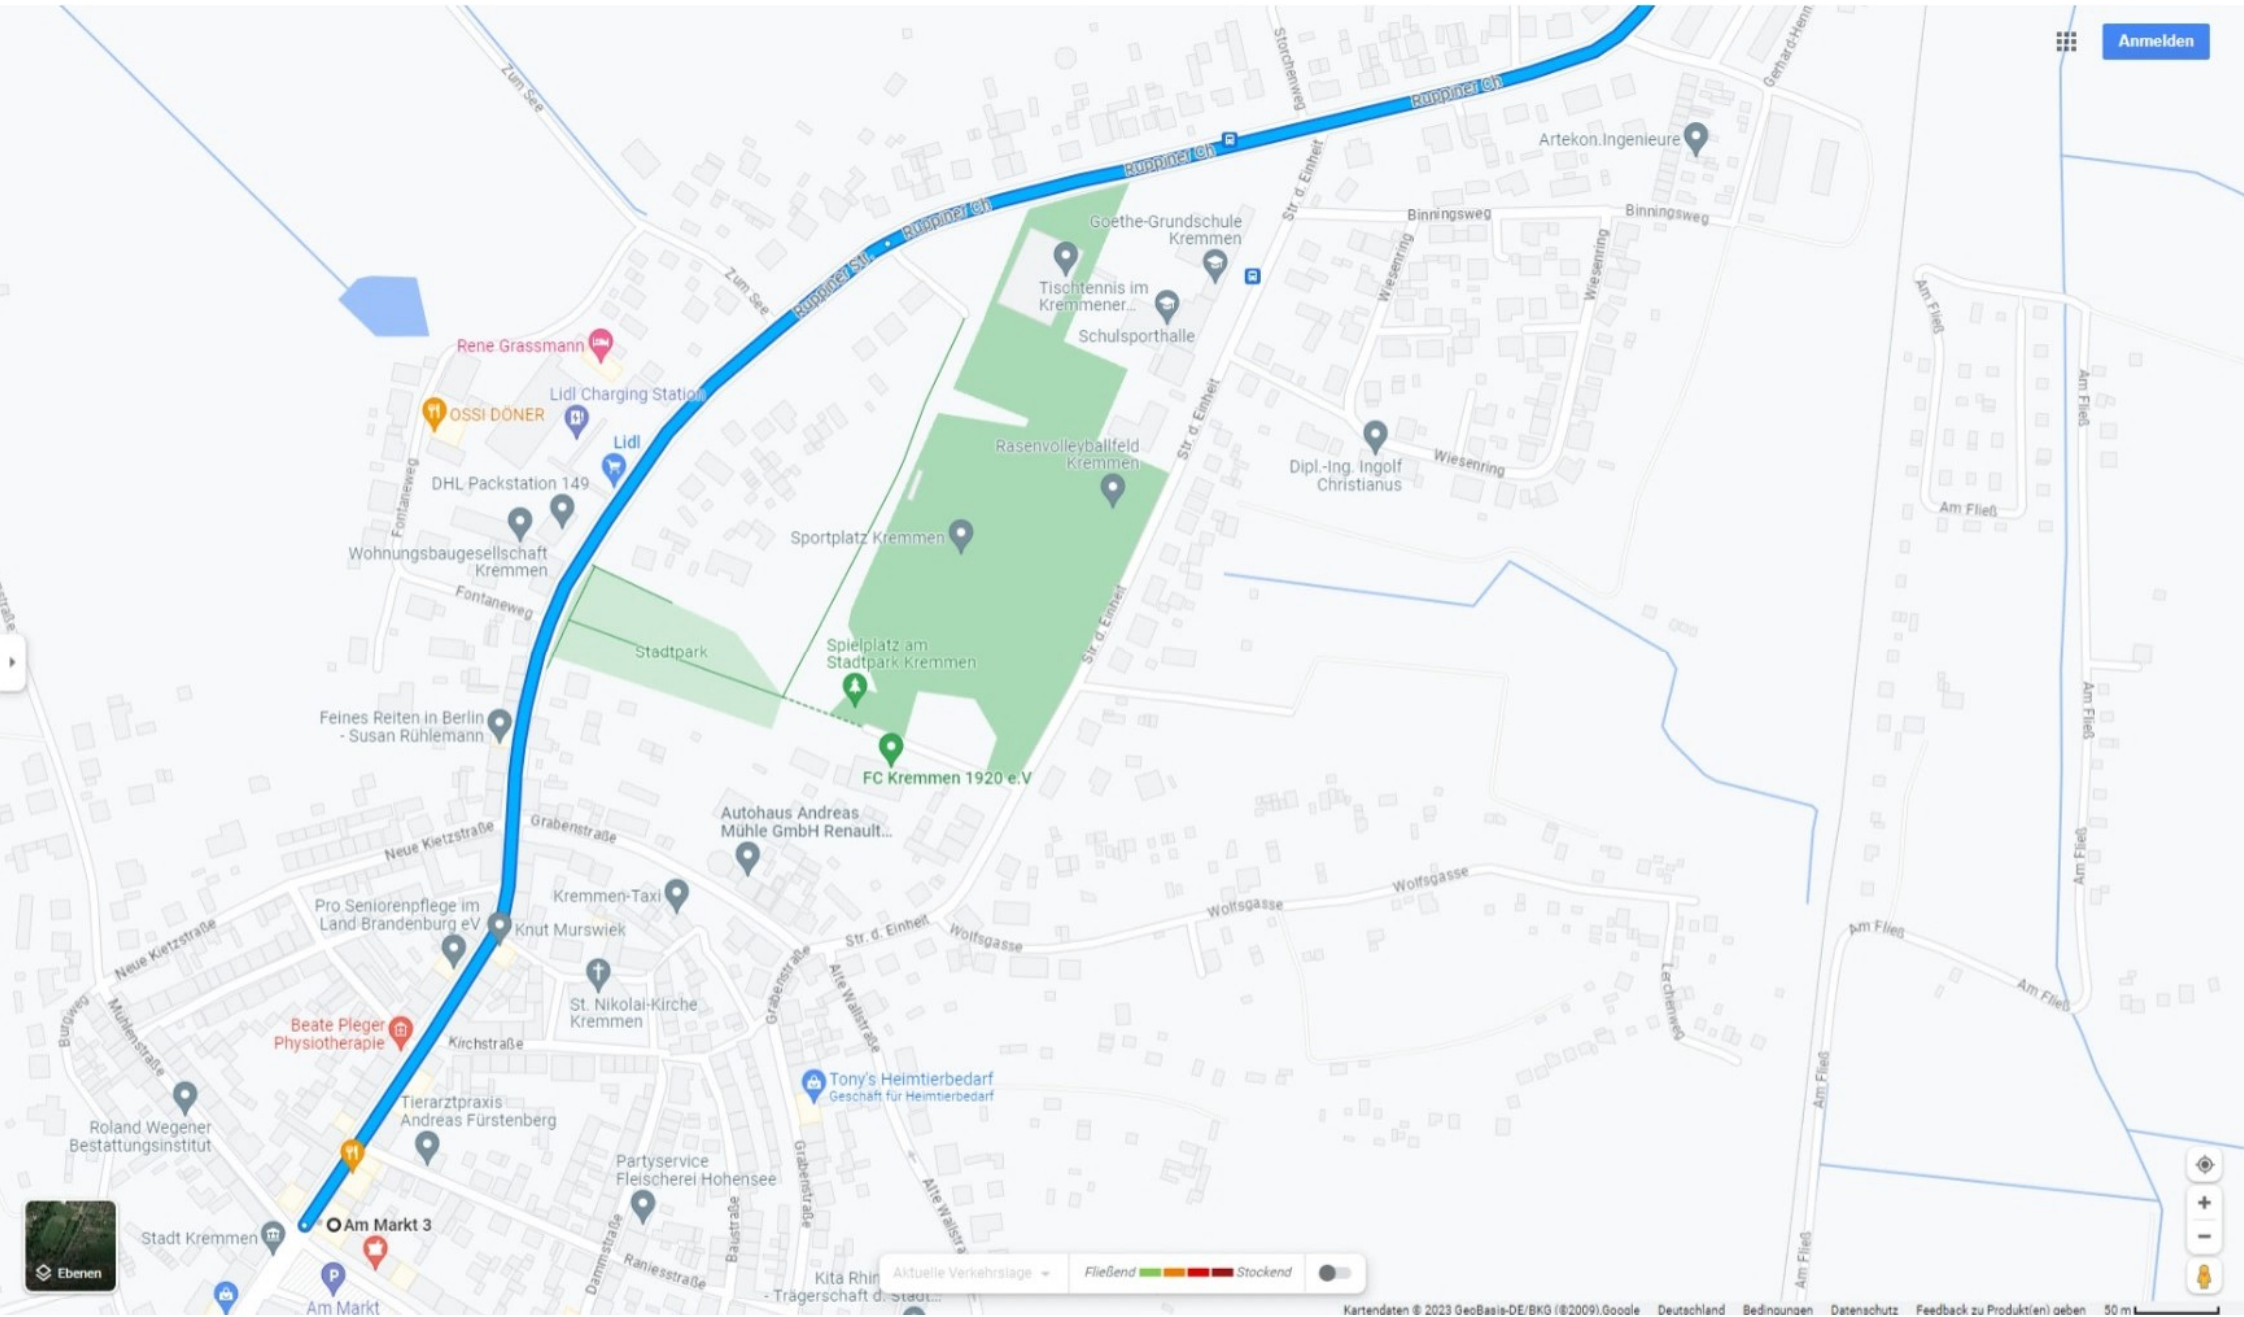 Anmelden
Zum See
Storchenweg
Gerhard-Henn
Ruppiner Ch
Artekon.Ingenieure
Ruppiner Ch
Str. d. Einheit
Ruppiner Ch
Goethe-Grundschule
Kremmen
Binningsweg
Binningsweg
Ruppiner Str.
Zum See
Tischtennis im
Kremmener...
Schulsporthalle
Wiesenring
Wiesenring
Am Fließ
Am Fließ
Rene Grassmann
Lidl Charging Station
OSSI DÖNER
Lidl
Str. d. Einheit
Rasenvolleyballfeld
Kremmen
Dipl.-Ing. Ingolf
Christianus
Wiesenring
DHL Packstation 149
Fontaneweg
Am Fließ
Sportplatz Kremmen
Wohnungsbaugesellschaft
Kremmen
Fontaneweg
Str. d. Einheit
Stadtpark
Spielplatz am
Stadtpark Kremmen
Am Fließ
Feines Reiten in Berlin
- Susan Rühlemann
FC Kremmen 1920 e.V
Autohaus Andreas
Mühle GmbH Renault...
Grabenstraße
Neue Kietzstraße
Am Fließ
Wolfsgasse
Kremmen-Taxi
Pro Seniorenpflege im
Land Brandenburg eV
Knut Murswiek
Wolfsgasse
Str. d. Einheit
Wolfsgasse
Am Fließ
Neue Kietzstraße
Grabenstraße
Alte Wallstraße
Lerchenweg
Am Fließ
St. Nikolai-Kirche
Kremmen
Burgweg
Mühlenstraße
Beate Pleger
Physiotherapie
Kirchstraße
Tony's Heimtierbedarf
Geschäft für Heimtierbedarf
Am Fließ
Tierarztpraxis
Andreas Fürstenberg
Roland Wegener
Bestattungsinstitut
Partyservice
Fleischerei Hohensee
Grabenstraße
Baustraße
Alte Wallstra
Am Markt 3
Stadt Kremmen
Dammstraße
Raniesstraße
Am Fließ
Ebenen
P
Am Markt
Kita Rhin
- Trägerschaft d. Stadt...
Aktuelle Verkehrslage
Fließend
Stockend
Kartendaten © 2023 GeoBasis-DE/BKG (©2009),Google Deutschland Bedingungen Datenschutz Feedback zu Produkt(en) geben 50 m